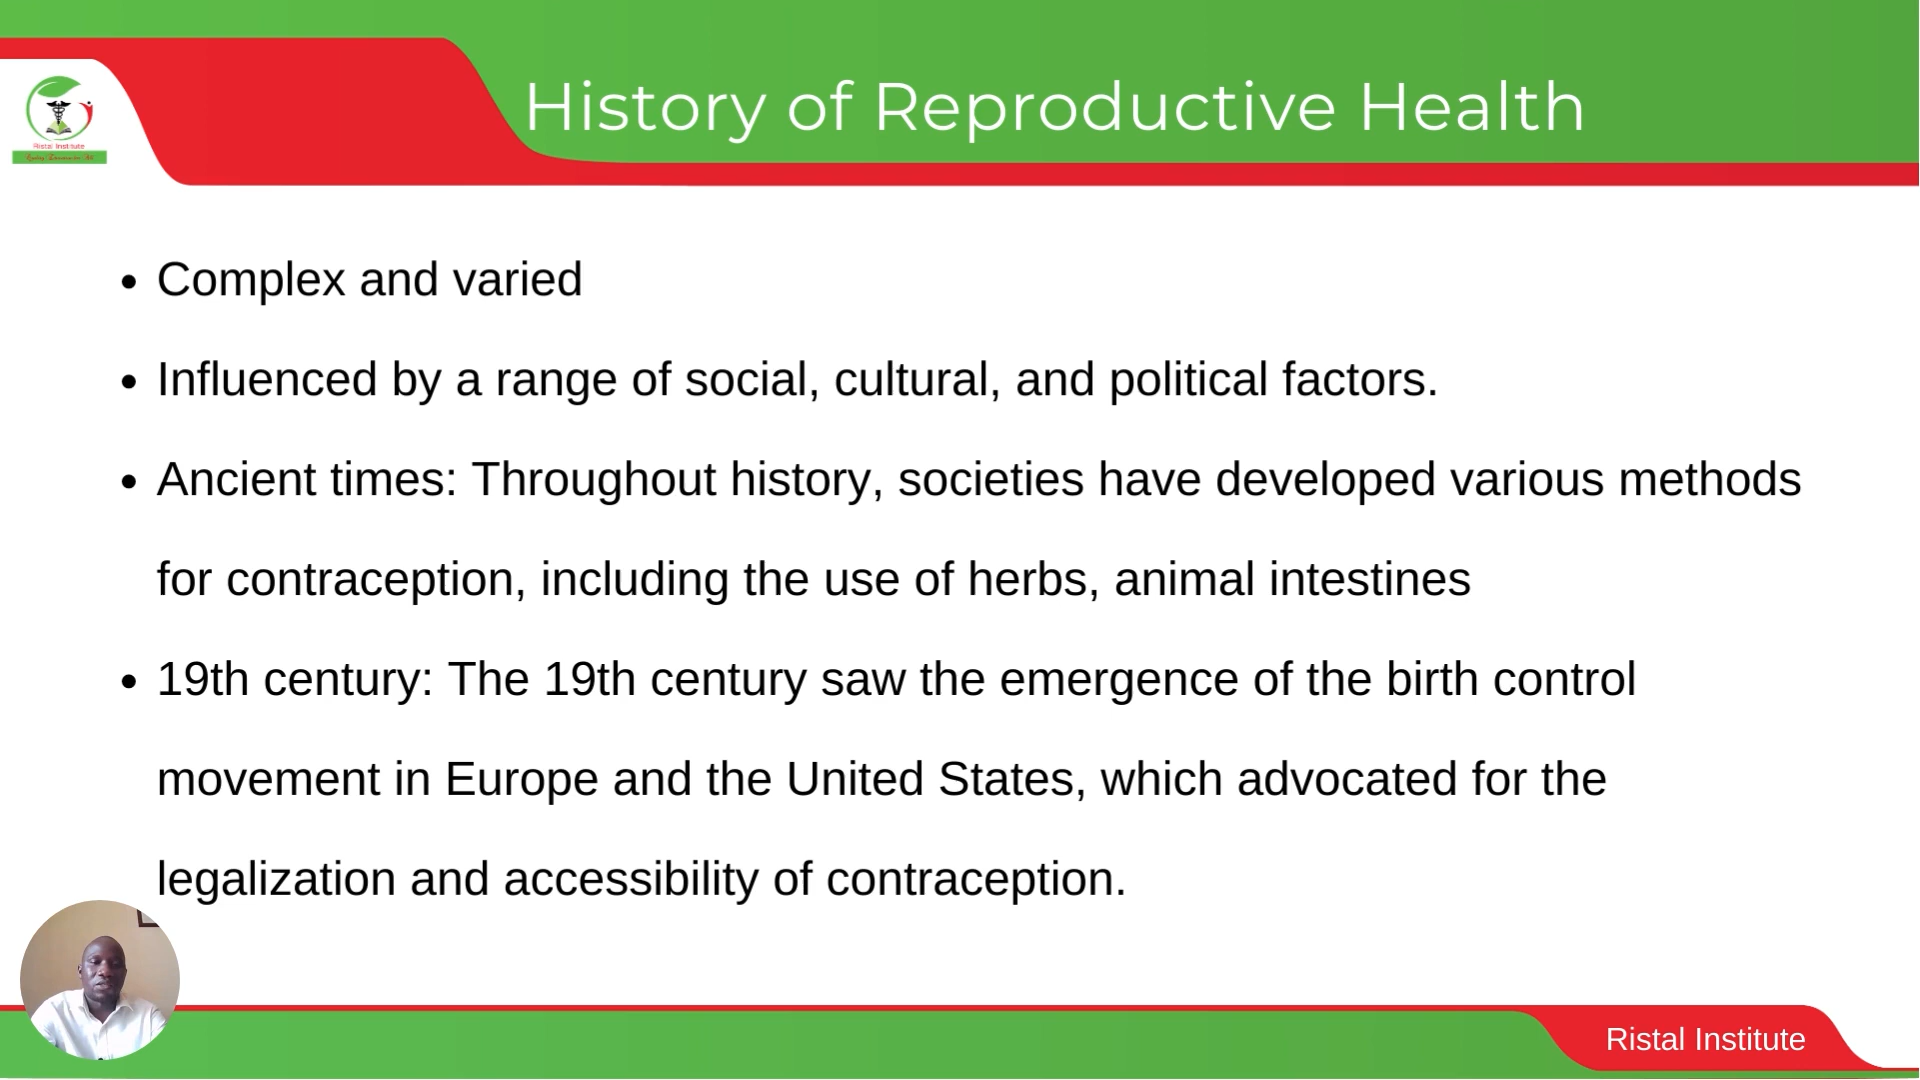 History of Reproductive Health
Ristal Institute
• Complex and varied
• Influenced by a range of social, cultural, and political factors.
• Ancient times: Throughout history, societies have developed various methods
for contraception, including the use of herbs, animal intestines
• 19th century: The 19th century saw the emergence of the birth control
movement in Europe and the United States, which advocated for the
legalization and accessibility of contraception.
Ristal Institute